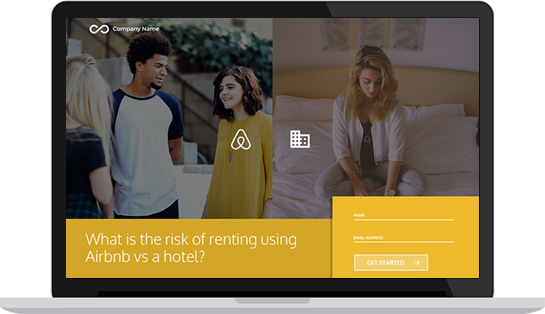 Company Name
What is the risk of renting using
Airbnb vs a hotel?
NAME
EMAIL ADDRESS
GET STARTED